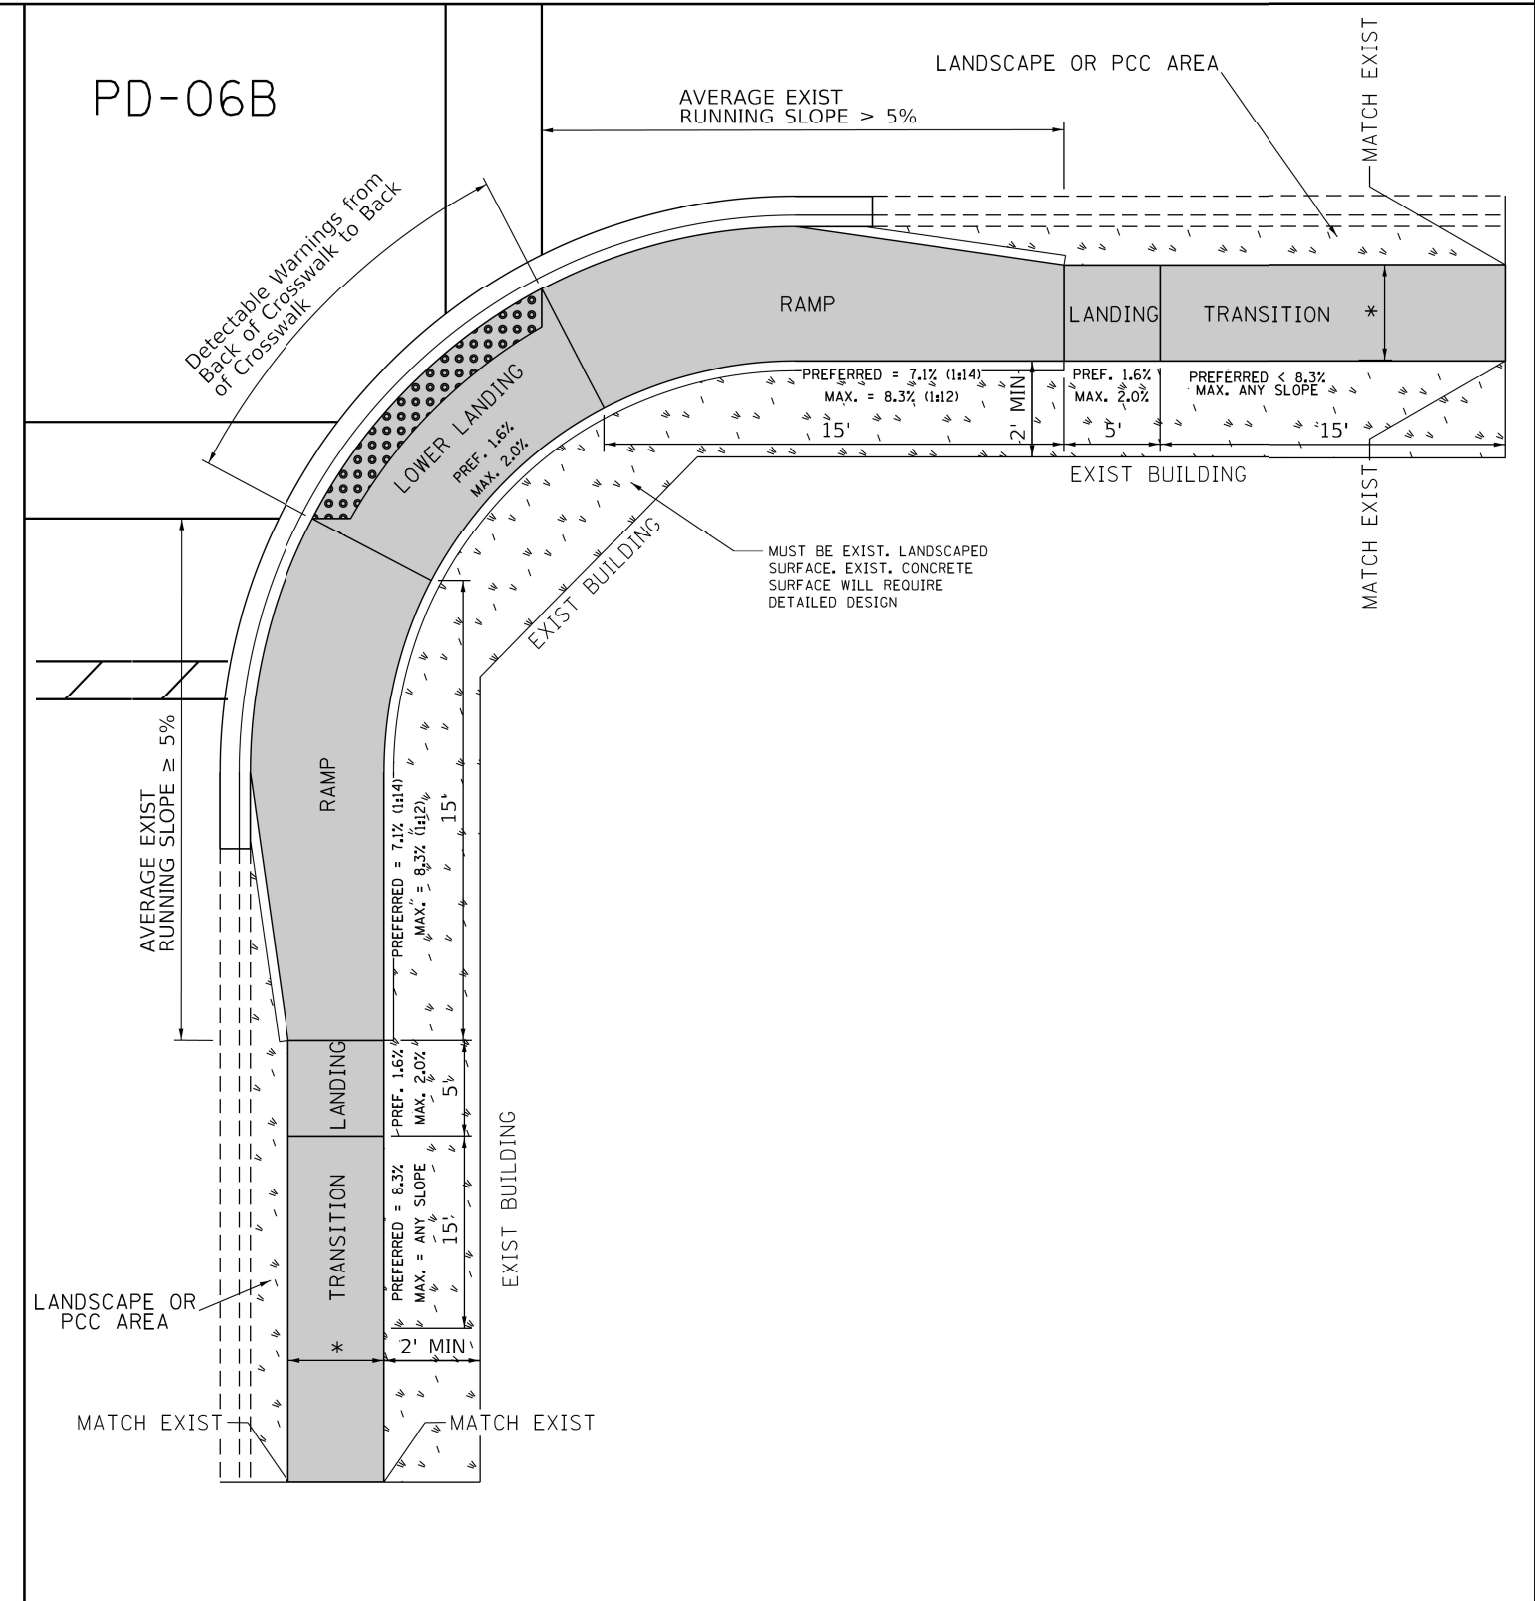 PD-06B
LANDSCAPE OR PCC AREA
MATCH EXIST
AVERAGE EXIST
RUNNING SLOPE > 5%
Detectable Warnings from
Back of Crosswalk to Back
of Crosswalk
RAMP
LANDING
TRANSITION
*
PREFERRED = 7.1% (1:14)
MAX. = 8.3% (1:12)
PREF. 1.6%
MAX. 2.0%
PREFERRED < 8.3%
MAX. ANY SLOPE
2' MIN
15'
5'
15'
EXIST BUILDING
MATCH EXIST
LOWER LANDING
PREF. 1.6%
MAX. 2.0%
EXIST BUILDING
MUST BE EXIST. LANDSCAPED
SURFACE. EXIST. CONCRETE
SURFACE WILL REQUIRE
DETAILED DESIGN
AVERAGE EXIST
RUNNING SLOPE ≥ 5%
RAMP
PREFERRED = 7.1% (1:14)
MAX. = 8.3% (1:12)
15'
LANDING
PREF. 1.6%
MAX. 2.0%
5'
EXIST BUILDING
TRANSITION
PREFERRED = 8.3%
MAX. = ANY SLOPE
15'
LANDSCAPE OR
PCC AREA
*
2' MIN
MATCH EXIST
MATCH EXIST